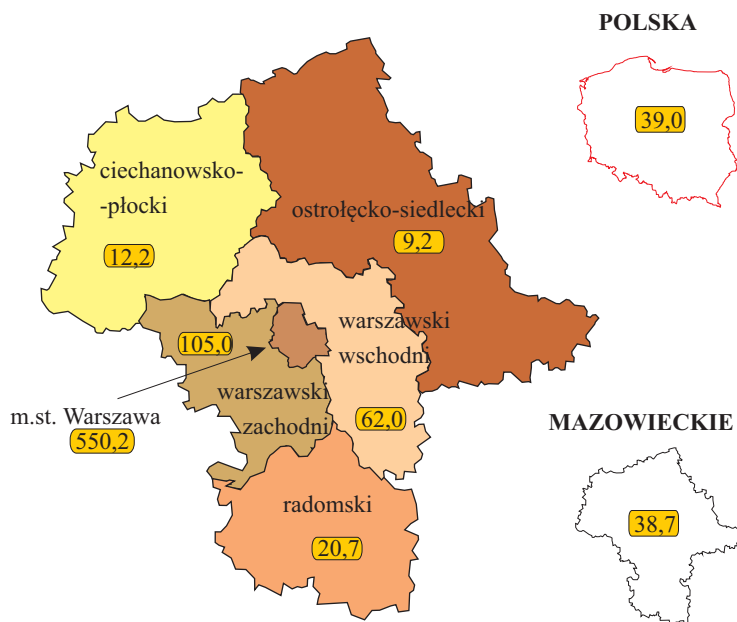 POLSKA
39,0
ciechanowsko-
-płocki
12,2
ostrołęcko-siedlecki
9,2
warszawski
wschodni
62,0
105,0
warszawski
zachodni
m.st. Warszawa
550,2
radomski
20,7
MAZOWIECKIE
38,7